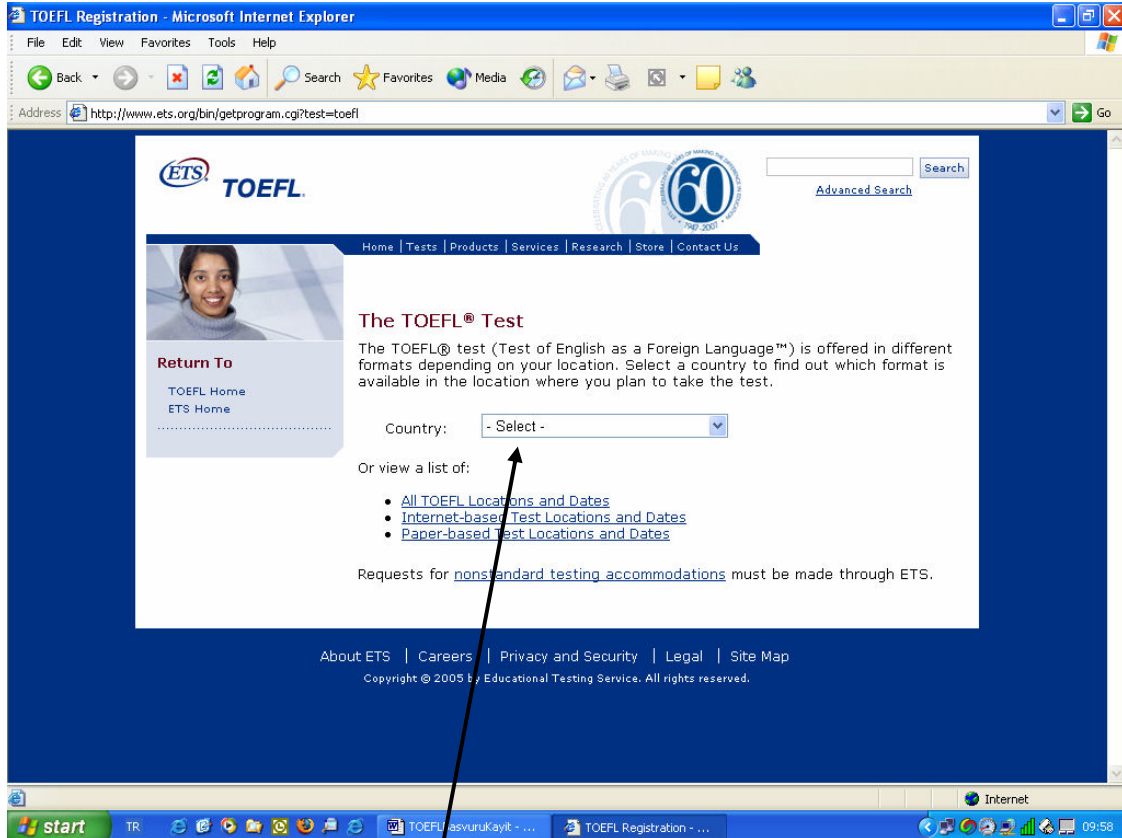 TOEFL Registration - Microsoft Internet Explorer
File Edit View Favorites Tools Help
Back Search Favorites Media
Address http://www.ets.org/bin/getprogram.cgi?test=toefl Go
ETS TOEFL.
60
1947-2007
Search
Advanced Search
Home | Tests | Products | Services | Research | Store | Contact Us
Return To
TOEFL Home
ETS Home
The TOEFL® Test
The TOEFL® test (Test of English as a Foreign Language™) is offered in different
formats depending on your location. Select a country to find out which format is
available in the location where you plan to take the test.
Country: - Select -
Or view a list of:
• All TOEFL Locations and Dates
• Internet-based Test Locations and Dates
• Paper-based Test Locations and Dates
Requests for nonstandard testing accommodations must be made through ETS.
About ETS | Careers | Privacy and Security | Legal | Site Map
Copyright © 2005 by Educational Testing Service. All rights reserved.
Internet
start TR TOEFLBasvuruKayit - ... TOEFL Registration - ... 09:58